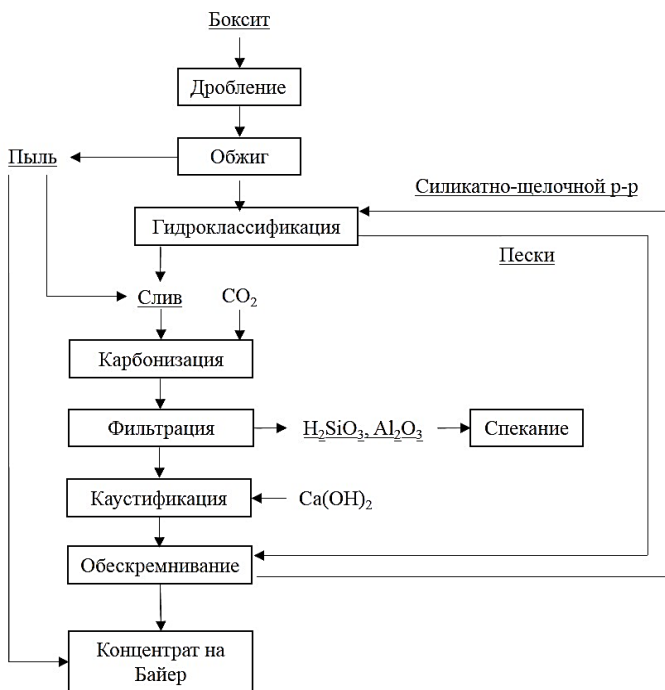 Боксит
Дробление
Пыль
Обжиг
Силикатно-щелочной р-р
Гидроклассификация
Пески
Слив
CO₂
Карбонизация
Фильтрация
H₂SiO₃, Al₂O₃
Спекание
Каустификация
Ca(OH)₂
Обескремнивание
Концентрат на
Байер